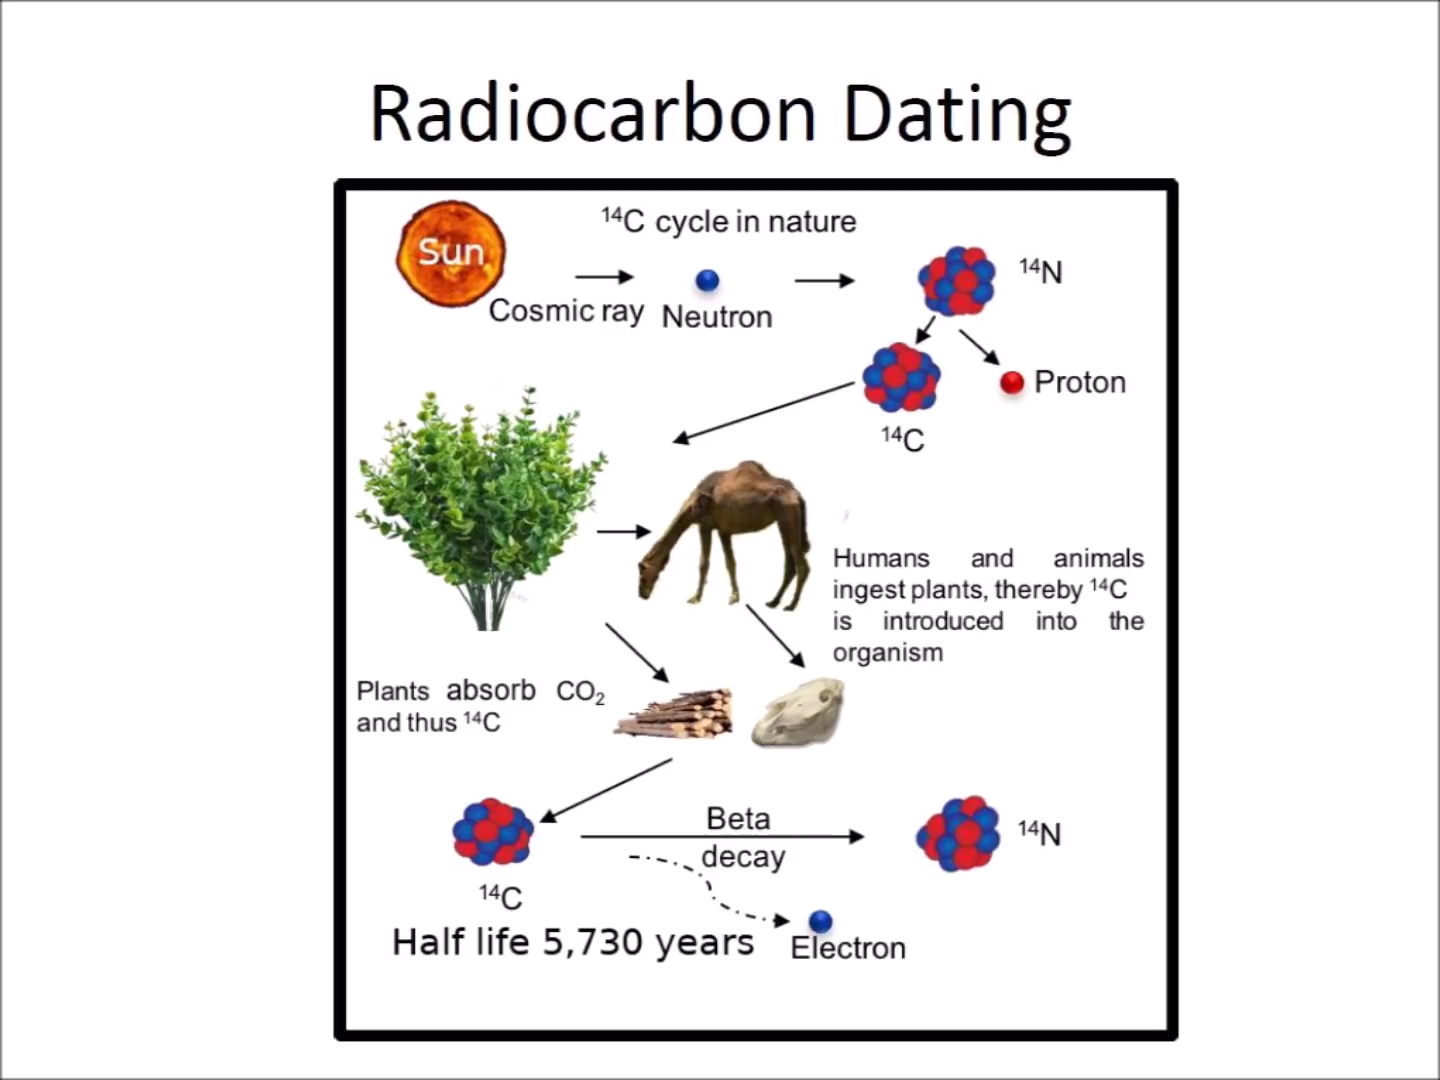 Radiocarbon Dating
Sun
¹⁴C cycle in nature
¹⁴N
Cosmic ray
Neutron
Proton
¹⁴C
Humans and animals
ingest plants, thereby ¹⁴C
is introduced into the
organism
Plants absorb CO₂
and thus ¹⁴C
Beta
decay
¹⁴N
¹⁴C
Half life 5,730 years
Electron